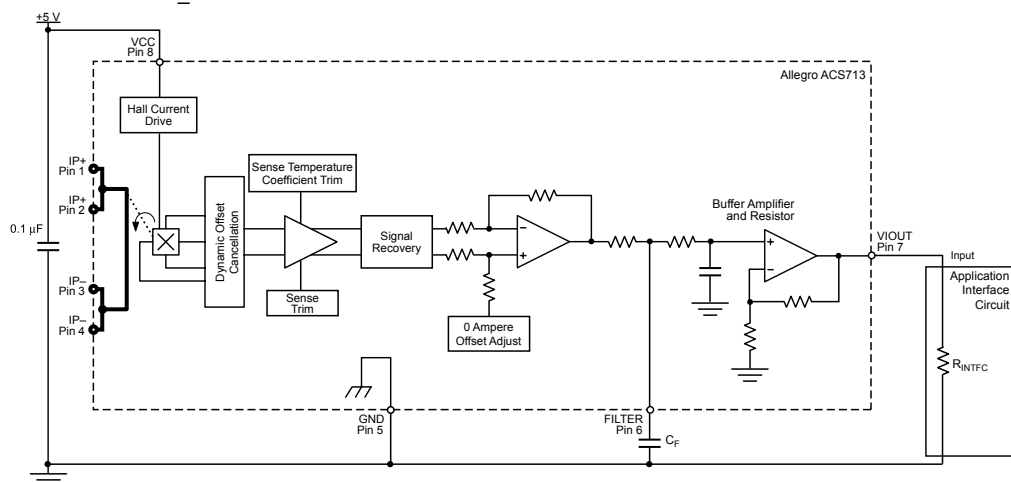 +5 V
VCC
Pin 8
Allegro ACS713
Hall Current
Drive
IP+
Pin 1
IP+
Pin 2
IP–
Pin 3
IP–
Pin 4
0.1 µF
Dynamic Offset
Cancellation
Sense Temperature
Coefficient Trim
Sense
Trim
Signal
Recovery
0 Ampere
Offset Adjust
Buffer Amplifier
and Resistor
VIOUT
Pin 7
Input
Application
Interface
Circuit
RINTFC
GND
Pin 5
FILTER
Pin 6
CF